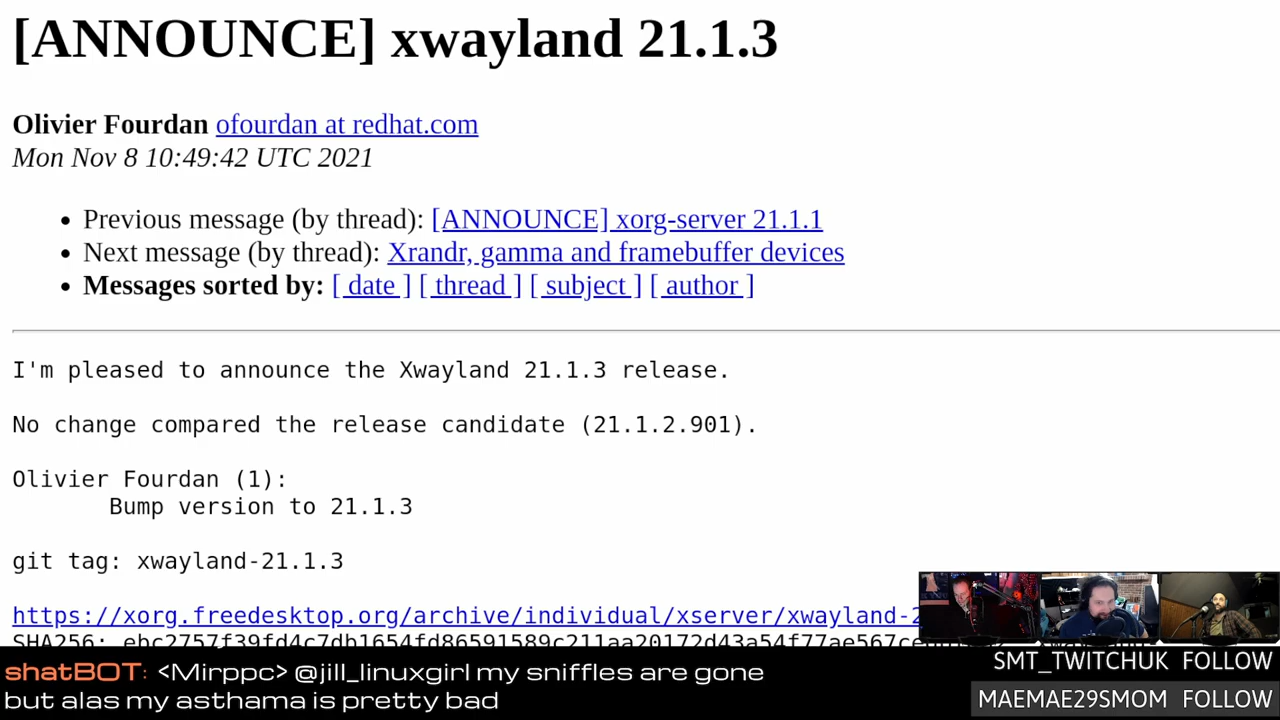 [ANNOUNCE] xwayland 21.1.3
Olivier Fourdan ofourdan at redhat.com
Mon Nov 8 10:49:42 UTC 2021
• Previous message (by thread): [ANNOUNCE] xorg-server 21.1.1
• Next message (by thread): Xrandr, gamma and framebuffer devices
• Messages sorted by: [ date ] [ thread ] [ subject ] [ author ]
I'm pleased to announce the Xwayland 21.1.3 release.
No change compared the release candidate (21.1.2.901).
Olivier Fourdan (1):
Bump version to 21.1.3
git tag: xwayland-21.1.3
https://xorg.freedesktop.org/archive/individual/xserver/xwayland-2
SHA256:
shatBOT: <Mirppc> @jill_linuxgirl my sniffles are gone
but alas my asthama is pretty bad
SMT_TWITCHUK FOLLOW
MAEMAE29SMOM FOLLOW